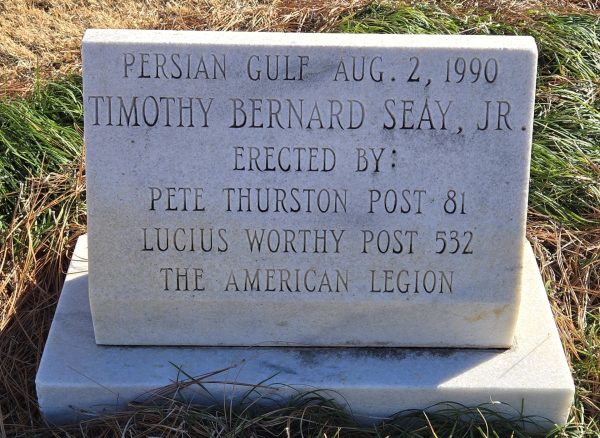 PERSIAN GULF AUG. 2, 1990
TIMOTHY BERNARD SEAY, JR.
ERECTED BY:
PETE THURSTON POST 81
LUCIUS WORTHY POST 532
THE AMERICAN LEGION